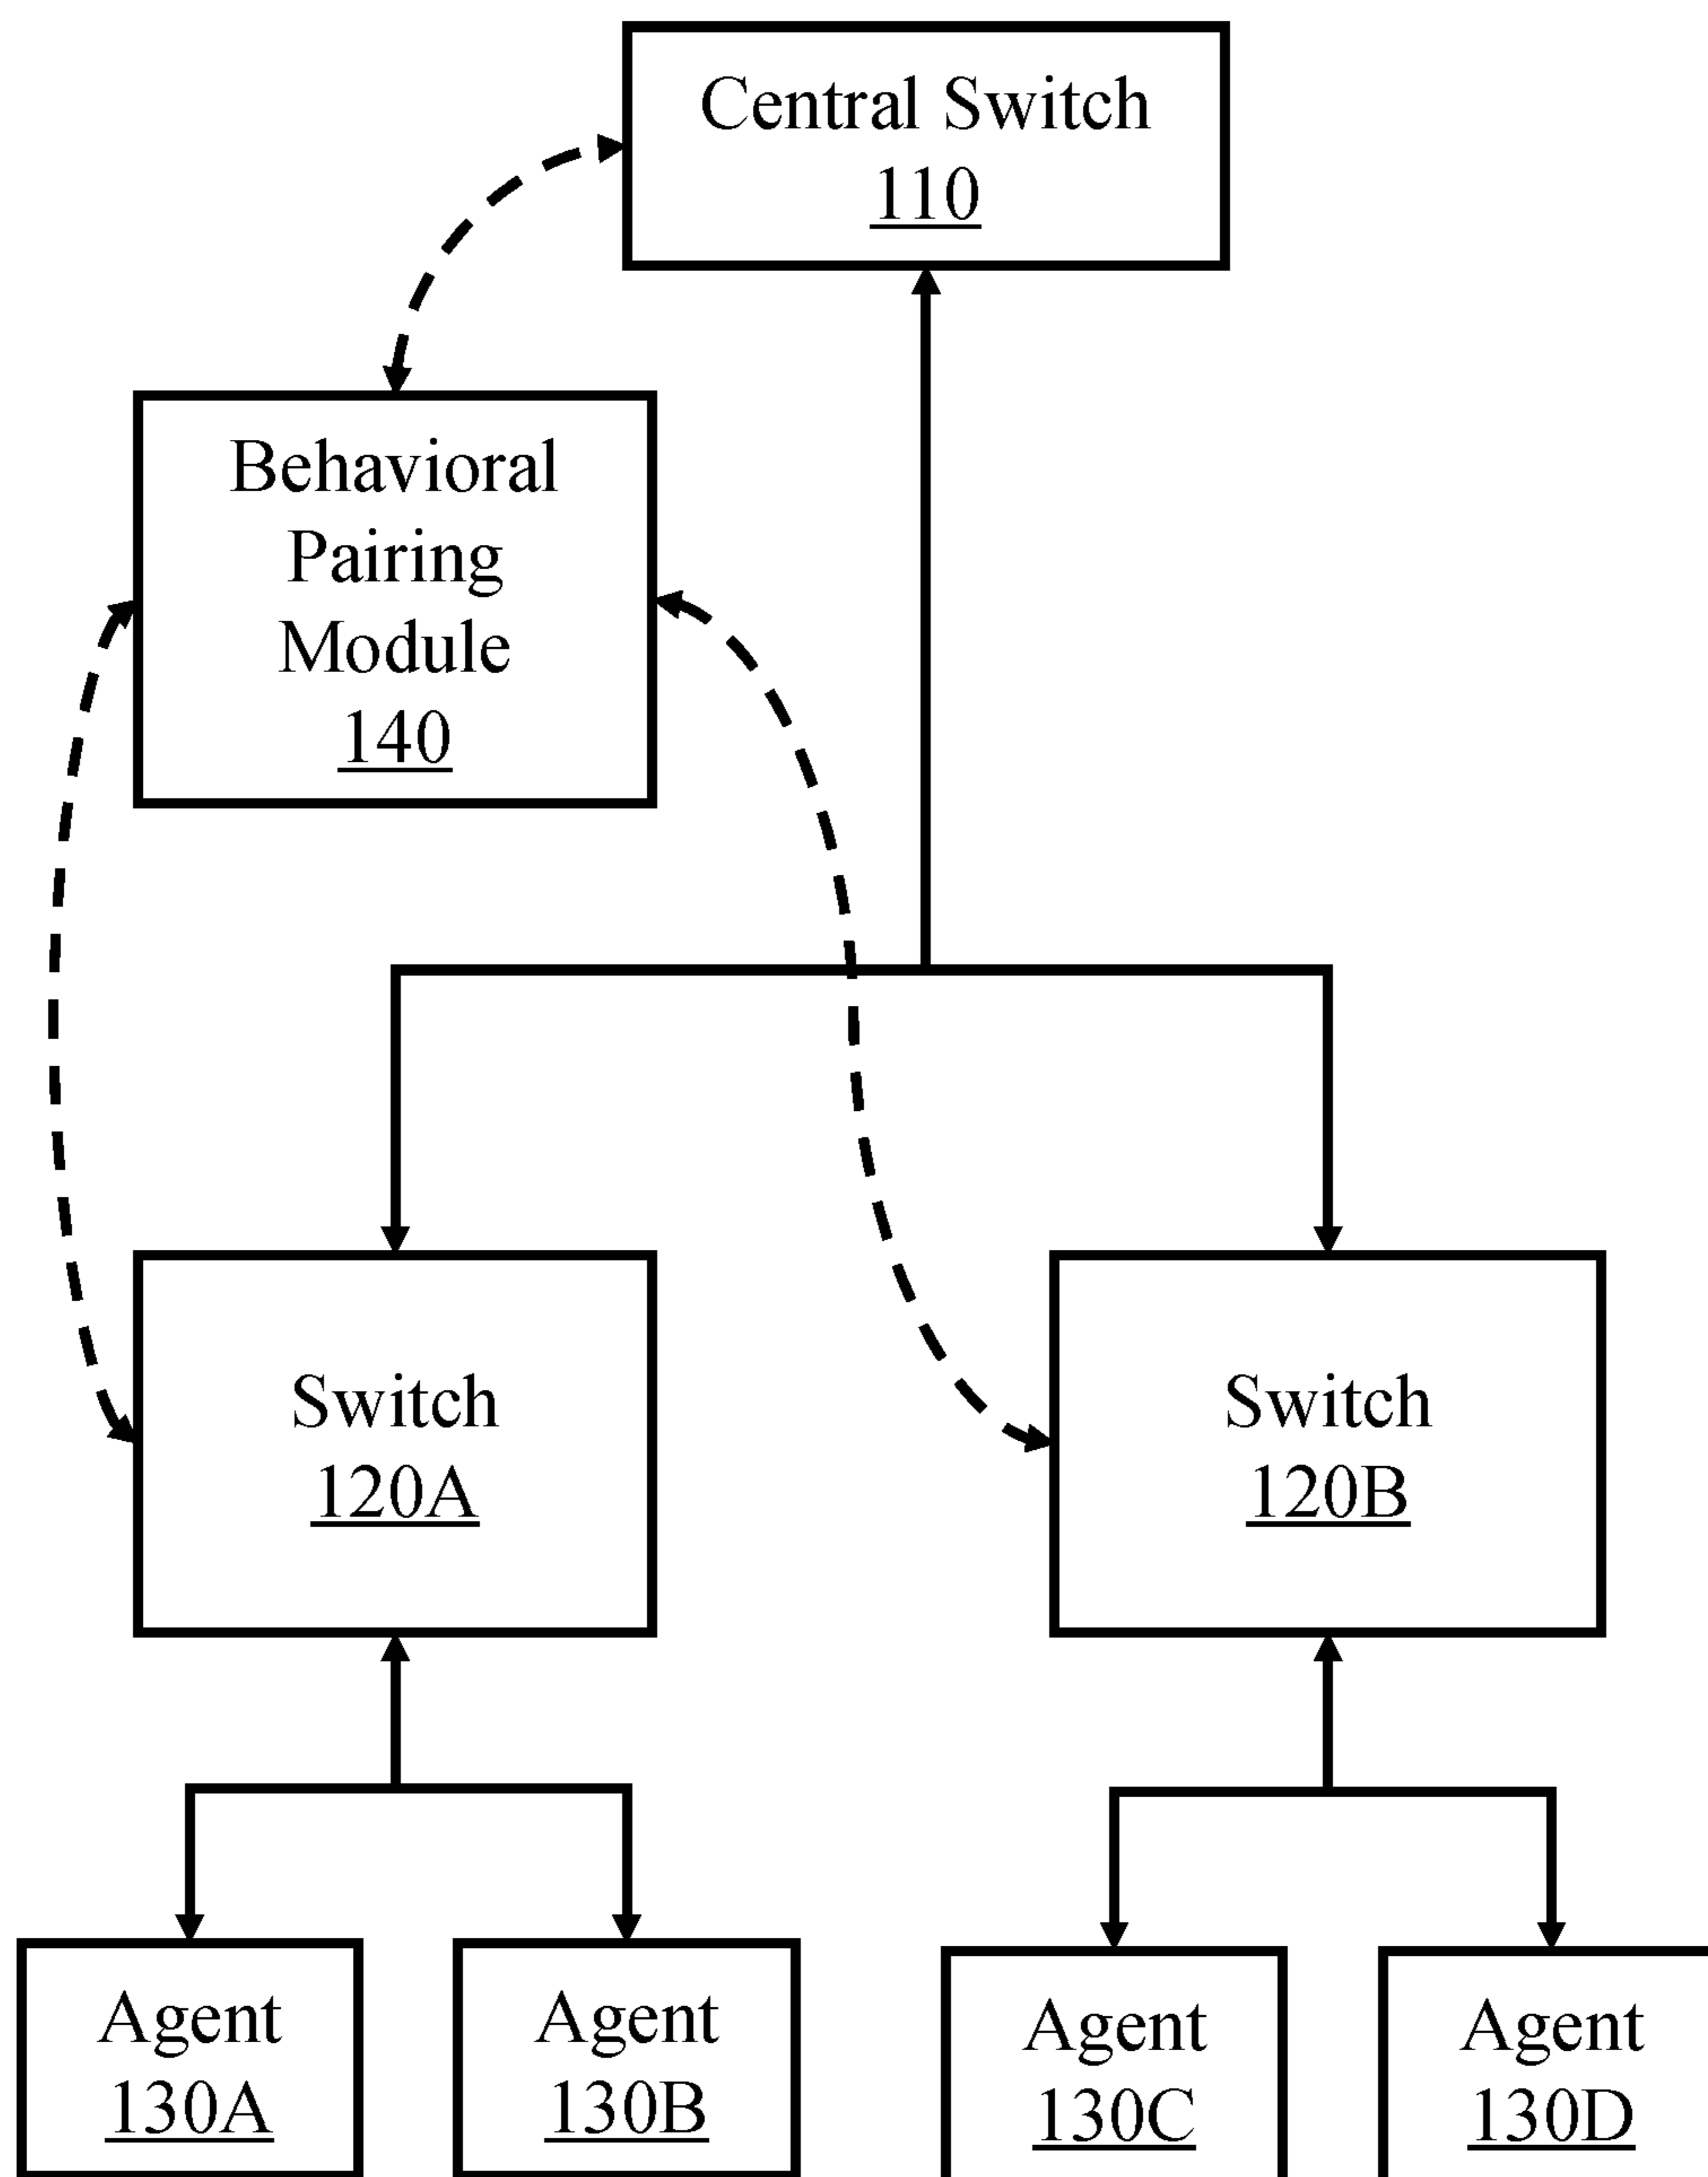 Central Switch
110
Behavioral
Pairing
Module
140
Switch
120A
Switch
120B
Agent
130A
Agent
130B
Agent
130C
Agent
130D